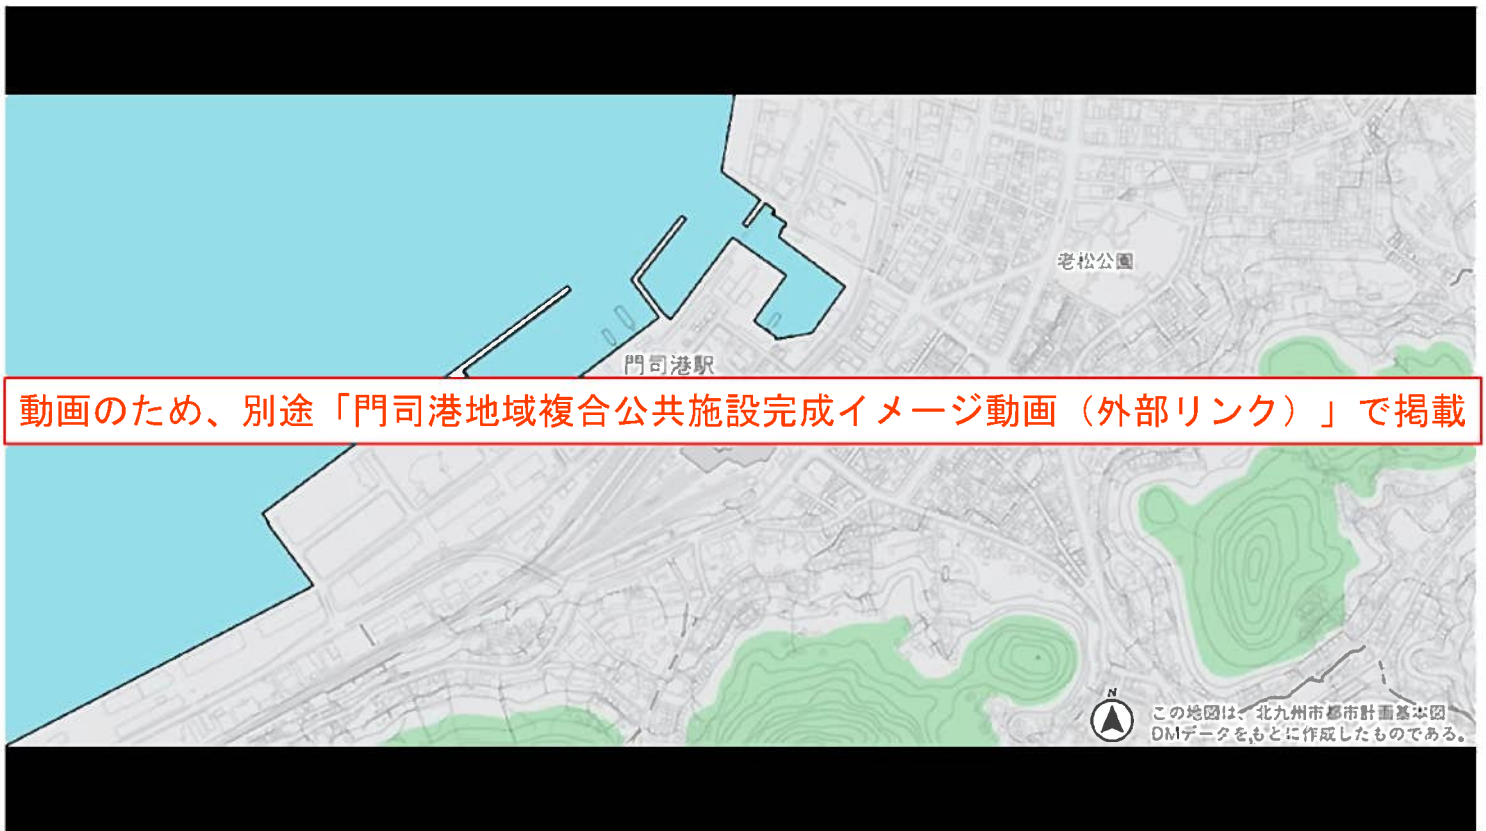 老松公園
門司港駅
動画のため、別途「門司港地域複合公共施設完成イメージ動画（外部リンク）」で掲載
N
この地図は、北九州市都市計画基本図
DMデータをもとに作成したものである。